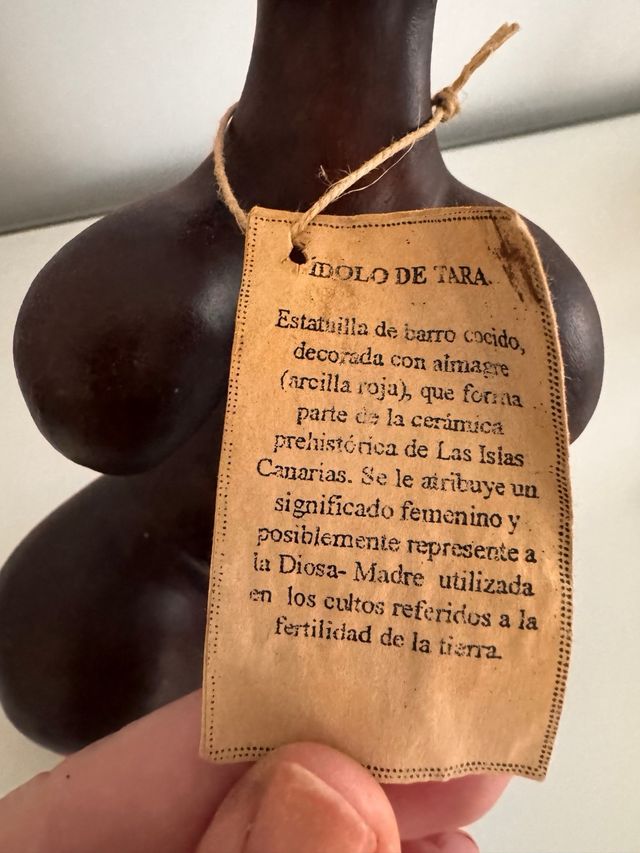 ÍDOLO DE TARA.
Estatuilla de barro cocido,
decorada con almagre
(arcilla roja), que forma
parte de la cerámica
prehistórica de Las Islas
Canarias. Se le atribuye un
significado femenino y
posiblemente represente a
la Diosa- Madre utilizada
en los cultos referidos a la
fertilidad de la tierra.